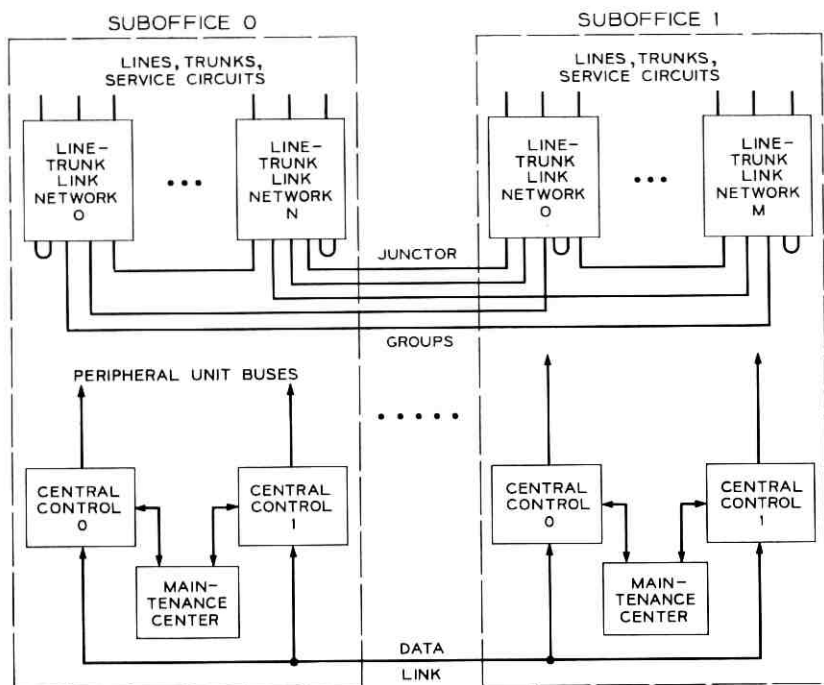 SUBOFFICE 0
SUBOFFICE 1
LINES, TRUNKS,
SERVICE CIRCUITS
LINES, TRUNKS,
SERVICE CIRCUITS
LINE-
TRUNK
LINK
NETWORK
0
LINE-
TRUNK
LINK
NETWORK
N
LINE-
TRUNK
LINK
NETWORK
0
LINE-
TRUNK
LINK
NETWORK
M
JUNCTOR
GROUPS
PERIPHERAL UNIT BUSES
CENTRAL
CONTROL
0
CENTRAL
CONTROL
1
CENTRAL
CONTROL
0
CENTRAL
CONTROL
1
MAIN-
TENANCE
CENTER
MAIN-
TENANCE
CENTER
DATA
LINK